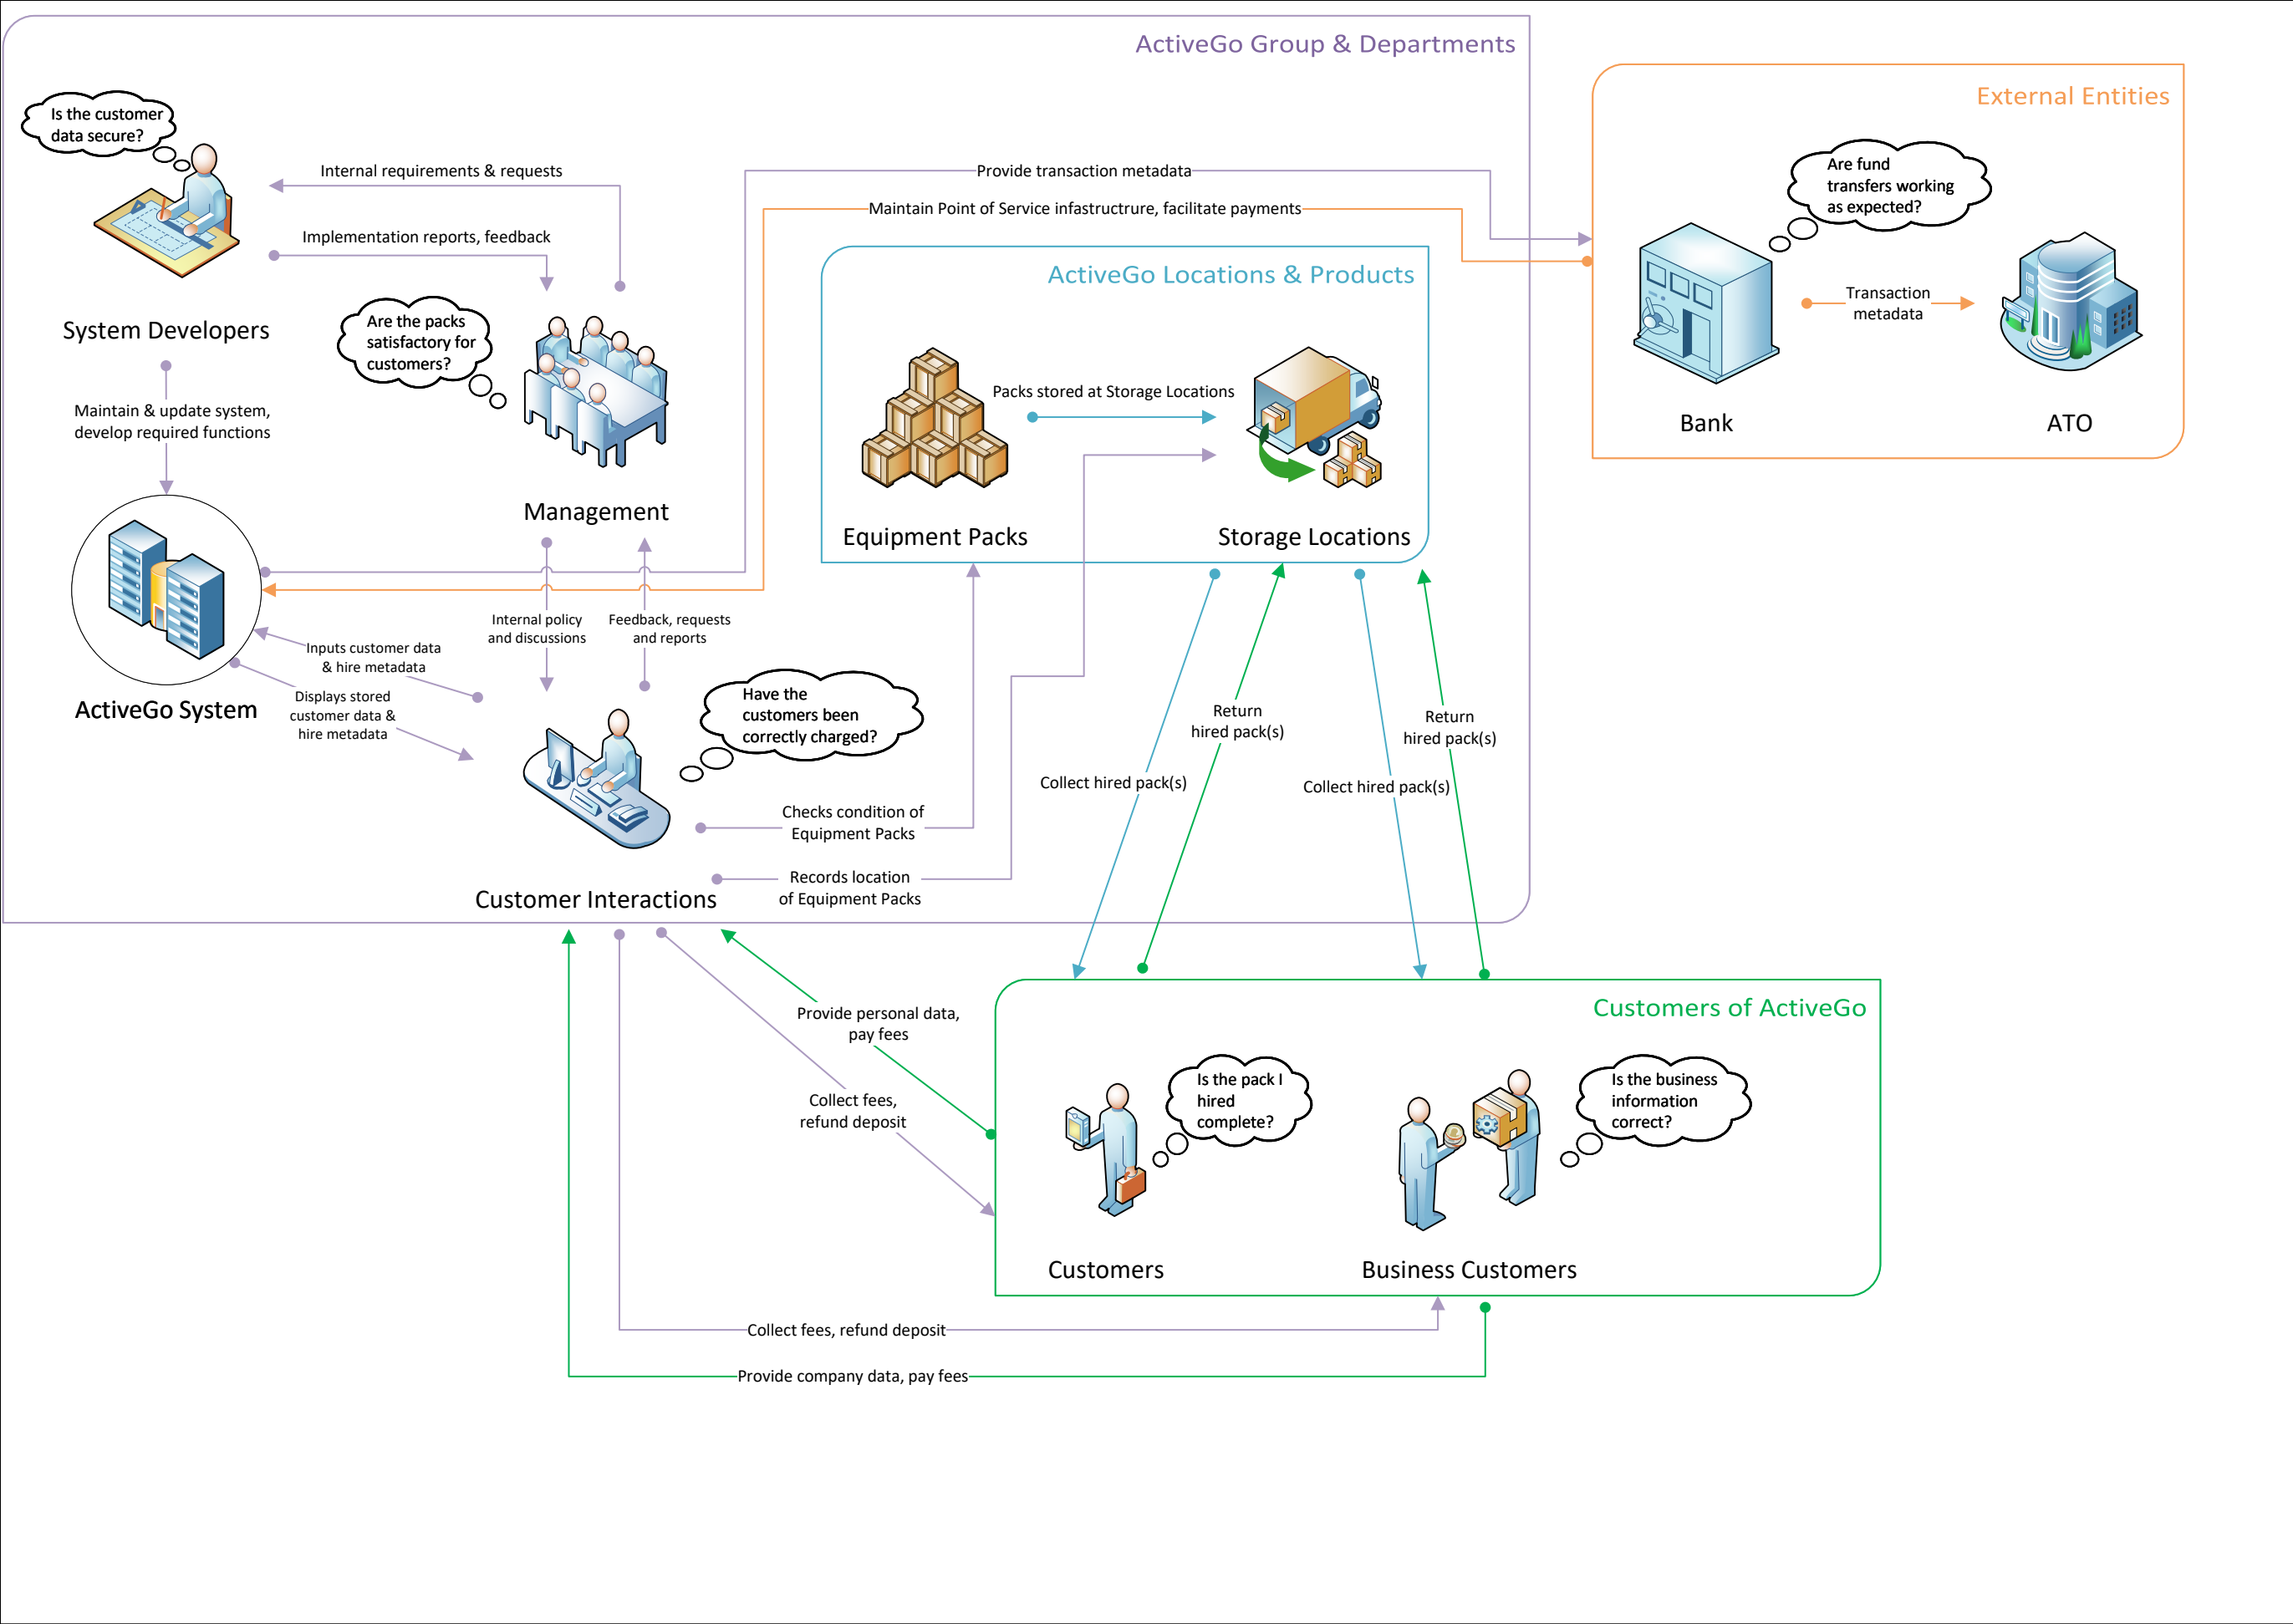 ActiveGo Group & Departments
External Entities
Is the customer
data secure?
Internal requirements & requests
Provide transaction metadata
Are fund
transfers working
as expected?
Maintain Point of Service infastructrure, facilitate payments
Implementation reports, feedback
ActiveGo Locations & Products
Transaction
metadata
System Developers
Are the packs
satisfactory for
customers?
Packs stored at Storage Locations
Bank
ATO
Maintain & update system,
develop required functions
Management
Equipment Packs
Storage Locations
Internal policy
and discussions
Feedback, requests
and reports
Inputs customer data
& hire metadata
Displays stored
customer data &
hire metadata
ActiveGo System
Have the
customers been
correctly charged?
Return
hired pack(s)
Return
hired pack(s)
Collect hired pack(s)
Collect hired pack(s)
Checks condition of
Equipment Packs
Records location
of Equipment Packs
Customer Interactions
Customers of ActiveGo
Provide personal data,
pay fees
Collect fees,
refund deposit
Is the pack I
hired
complete?
Is the business
information
correct?
Customers
Business Customers
Collect fees, refund deposit
Provide company data, pay fees